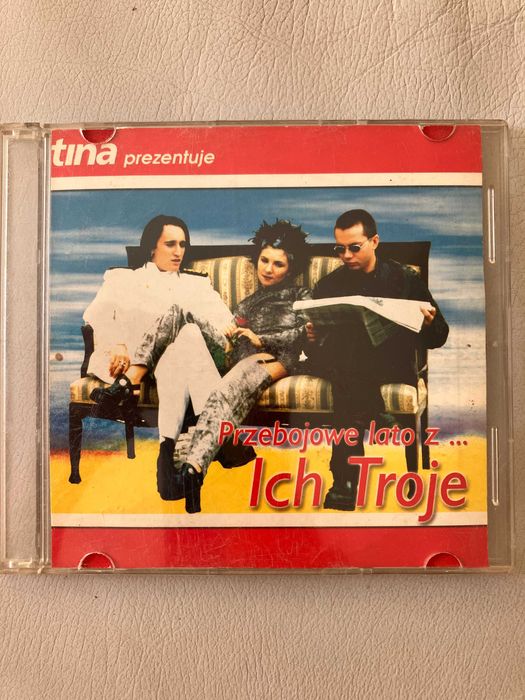 tina prezentuje
Przebojowe lato z ...
Ich Troje